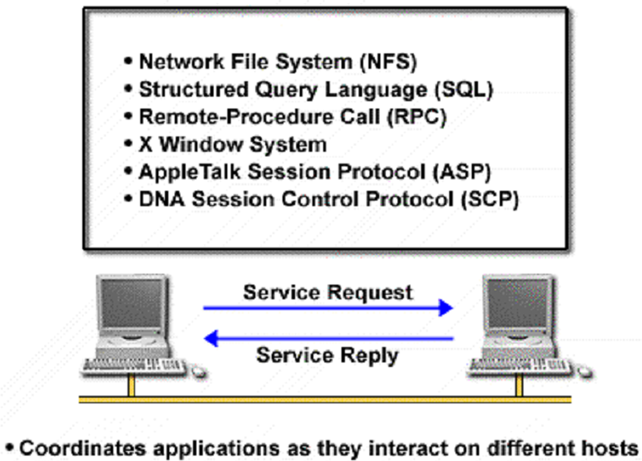 • Network File System (NFS)
• Structured Query Language (SQL)
• Remote-Procedure Call (RPC)
• X Window System
• AppleTalk Session Protocol (ASP)
• DNA Session Control Protocol (SCP)
Service Request
Service Reply
• Coordinates applications as they interact on different hosts